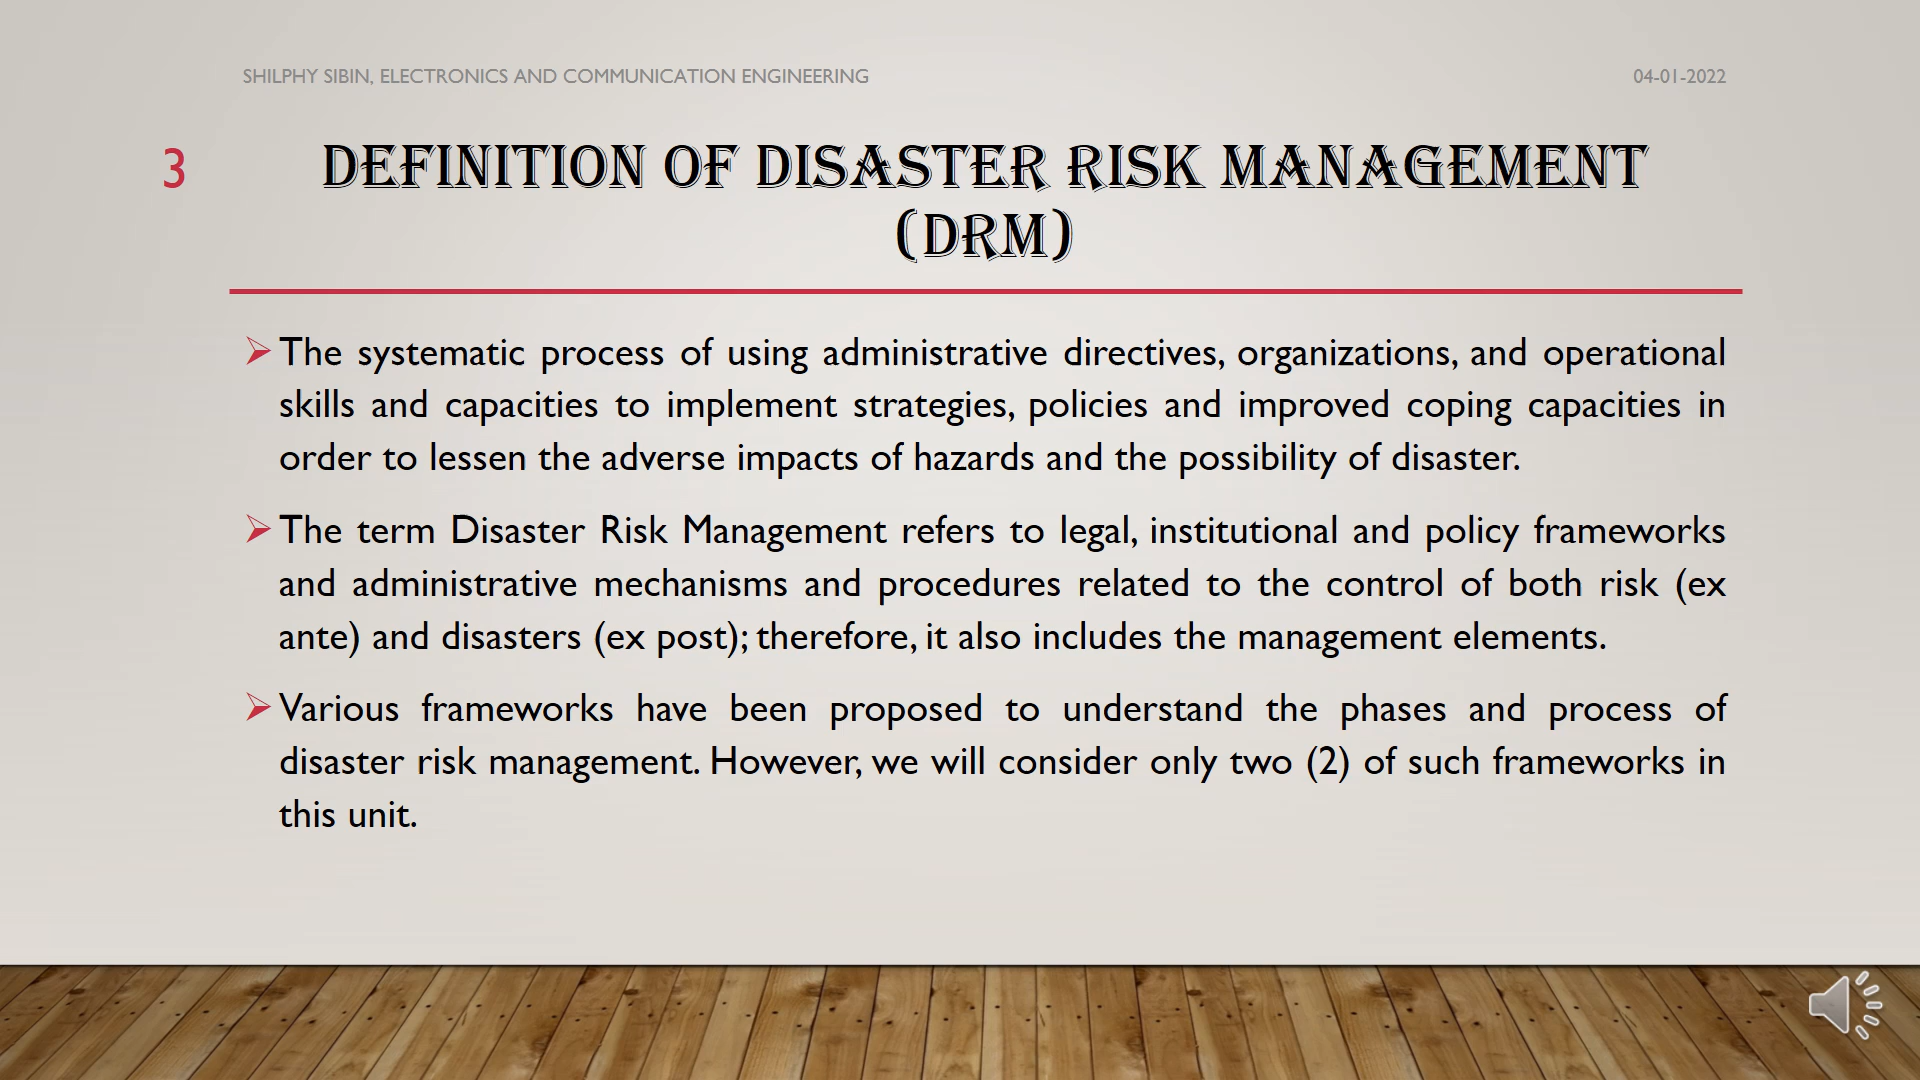 SHILPHY SIBIN, ELECTRONICS AND COMMUNICATION ENGINEERING
04-01-2022
3
DEFINITION OF DISASTER RISK MANAGEMENT
(DRM)
The systematic process of using administrative directives, organizations, and operational
skills and capacities to implement strategies, policies and improved coping capacities in
order to lessen the adverse impacts of hazards and the possibility of disaster.
The term Disaster Risk Management refers to legal, institutional and policy frameworks
and administrative mechanisms and procedures related to the control of both risk (ex
ante) and disasters (ex post); therefore, it also includes the management elements.
Various frameworks have been proposed to understand the phases and process of
disaster risk management. However, we will consider only two (2) of such frameworks in
this unit.